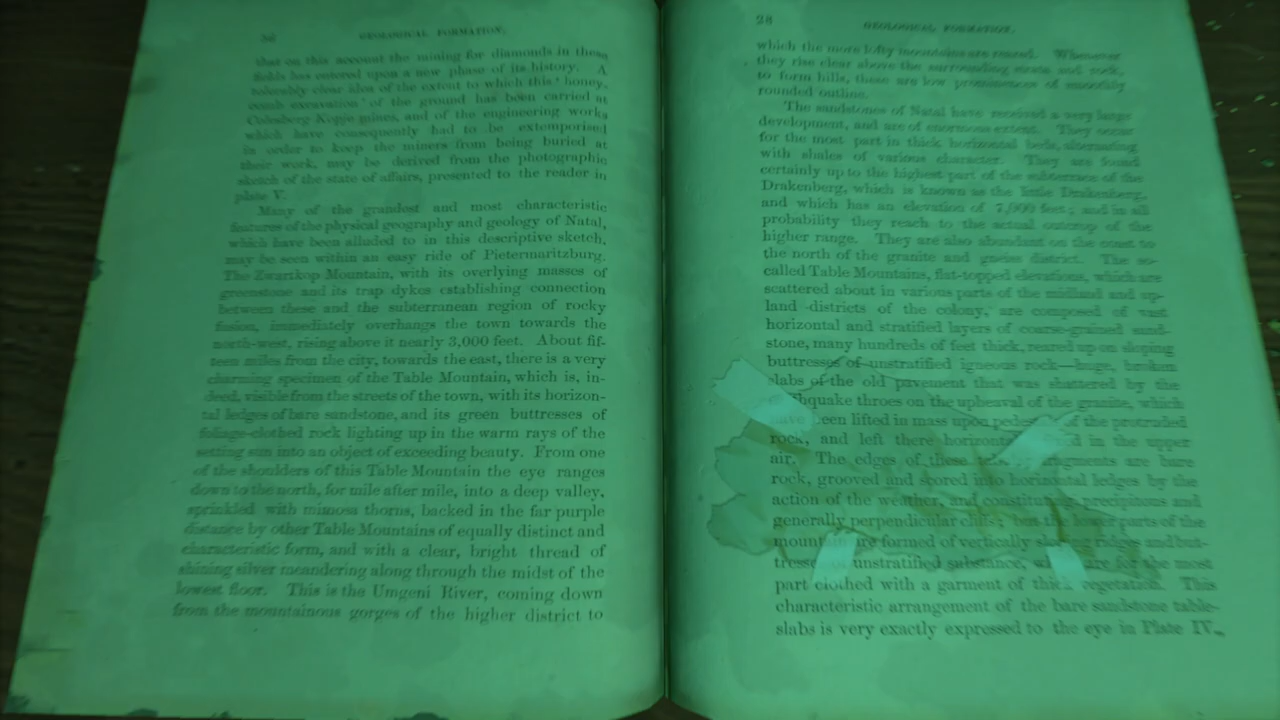 GEOLOGICAL FORMATION.
that on this account the mining for diamonds in these
fields has entered upon a new phase of its history. A
tolerably clear idea of the extent to which this 'honey-
comb excavation' of the ground has been carried at
Colesberg Kopje mines, and of the engineering works
which have consequently had to be extemporised
in order to keep the miners from being buried at
their work, may be derived from the photographic
sketch of the state of affairs, presented to the reader in
plate V.
Many of the grandest and most characteristic
features of the physical geography and geology of Natal,
which have been alluded to in this descriptive sketch,
may be seen within an easy ride of Pietermaritzburg.
The Zwartkop Mountain, with its overlying masses of
greenstone and its trap dykes establishing connection
between these and the subterranean region of rocky
fusion, immediately overhangs the town towards the
north-west, rising above it nearly 3,000 feet. About fif-
teen miles from the city, towards the east, there is a very
charming specimen of the Table Mountain, which is, in-
deed, visible from the streets of the town, with its horizon-
tal ledges of bare sandstone, and its green buttresses of
foliage-clothed rock lighting up in the warm rays of the
setting sun into an object of exceeding beauty. From one
of the shoulders of this Table Mountain the eye ranges
down to the north, for mile after mile, into a deep valley,
sprinkled with mimosa thorns, backed in the far purple
distance by other Table Mountains of equally distinct and
characteristic form, and with a clear, bright thread of
shining silver meandering along through the midst of the
lowest floor. This is the Umgeni River, coming down
from the mountainous gorges of the higher district to
28
GEOLOGICAL FORMATION.
which the more lofty mountains are reared. Whenever
they rise clear above the surrounding strata and rock,
to form hills, these are low prominences of smoothly
rounded outline.
The sandstones of Natal have received a very large
development, and are of enormous extent. They occur
for the most part in thick horizontal beds, alternating
with shales of various character. They are found
certainly up to the highest part of the subterrace of the
Drakenberg, which is known as the little Drakenberg,
and which has an elevation of 7,000 feet; and in all
probability they reach to the actual outcrop of the
higher range. They are also abundant on the coast to
the north of the granite and gneiss district. The so-
called Table Mountains, flat-topped elevations, which are
scattered about in various parts of the midland and up-
land districts of the colony, are composed of vast
horizontal and stratified layers of coarse-grained sand-
stone, many hundreds of feet thick, reared up on sloping
buttresses of unstratified igneous rock—huge, broken
slabs of the old pavement that was shattered by the
thquake throes on the upheaval of the granite, which
have been lifted in mass upon pedest of the protruded
rock, and left there horizont in the upper
air. The edges of these fragments are bare
rock, grooved and scored into horizontal ledges by the
action of the weather, and constitute precipitous and
generally perpendicular cliffs; but the lower parts of the
mountain are formed of vertically sloping ridges and but-
tresses of unstratified substance, are for the most
part clothed with a garment of thick vegetation. This
characteristic arrangement of the bare sandstone table-
slabs is very exactly expressed to the eye in Plate IV.,